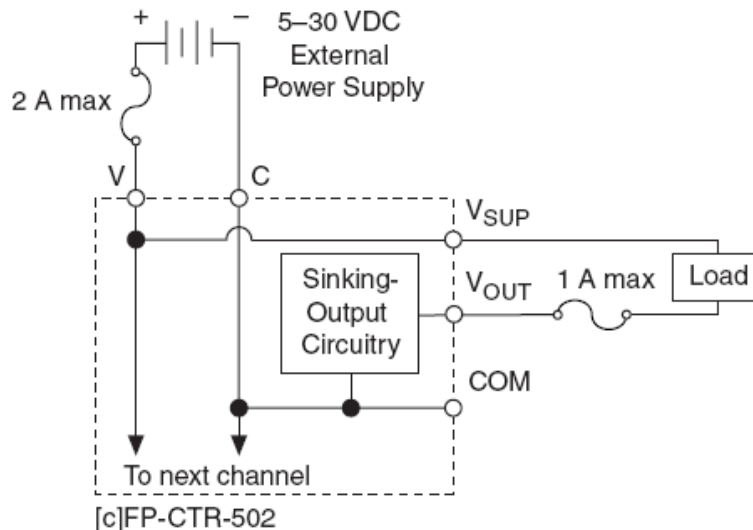 +
–
5–30 VDC
External
Power Supply
2 A max
V
C
VSUP
Sinking-
Output
Circuitry
VOUT
1 A max
Load
COM
To next channel
[c]FP-CTR-502